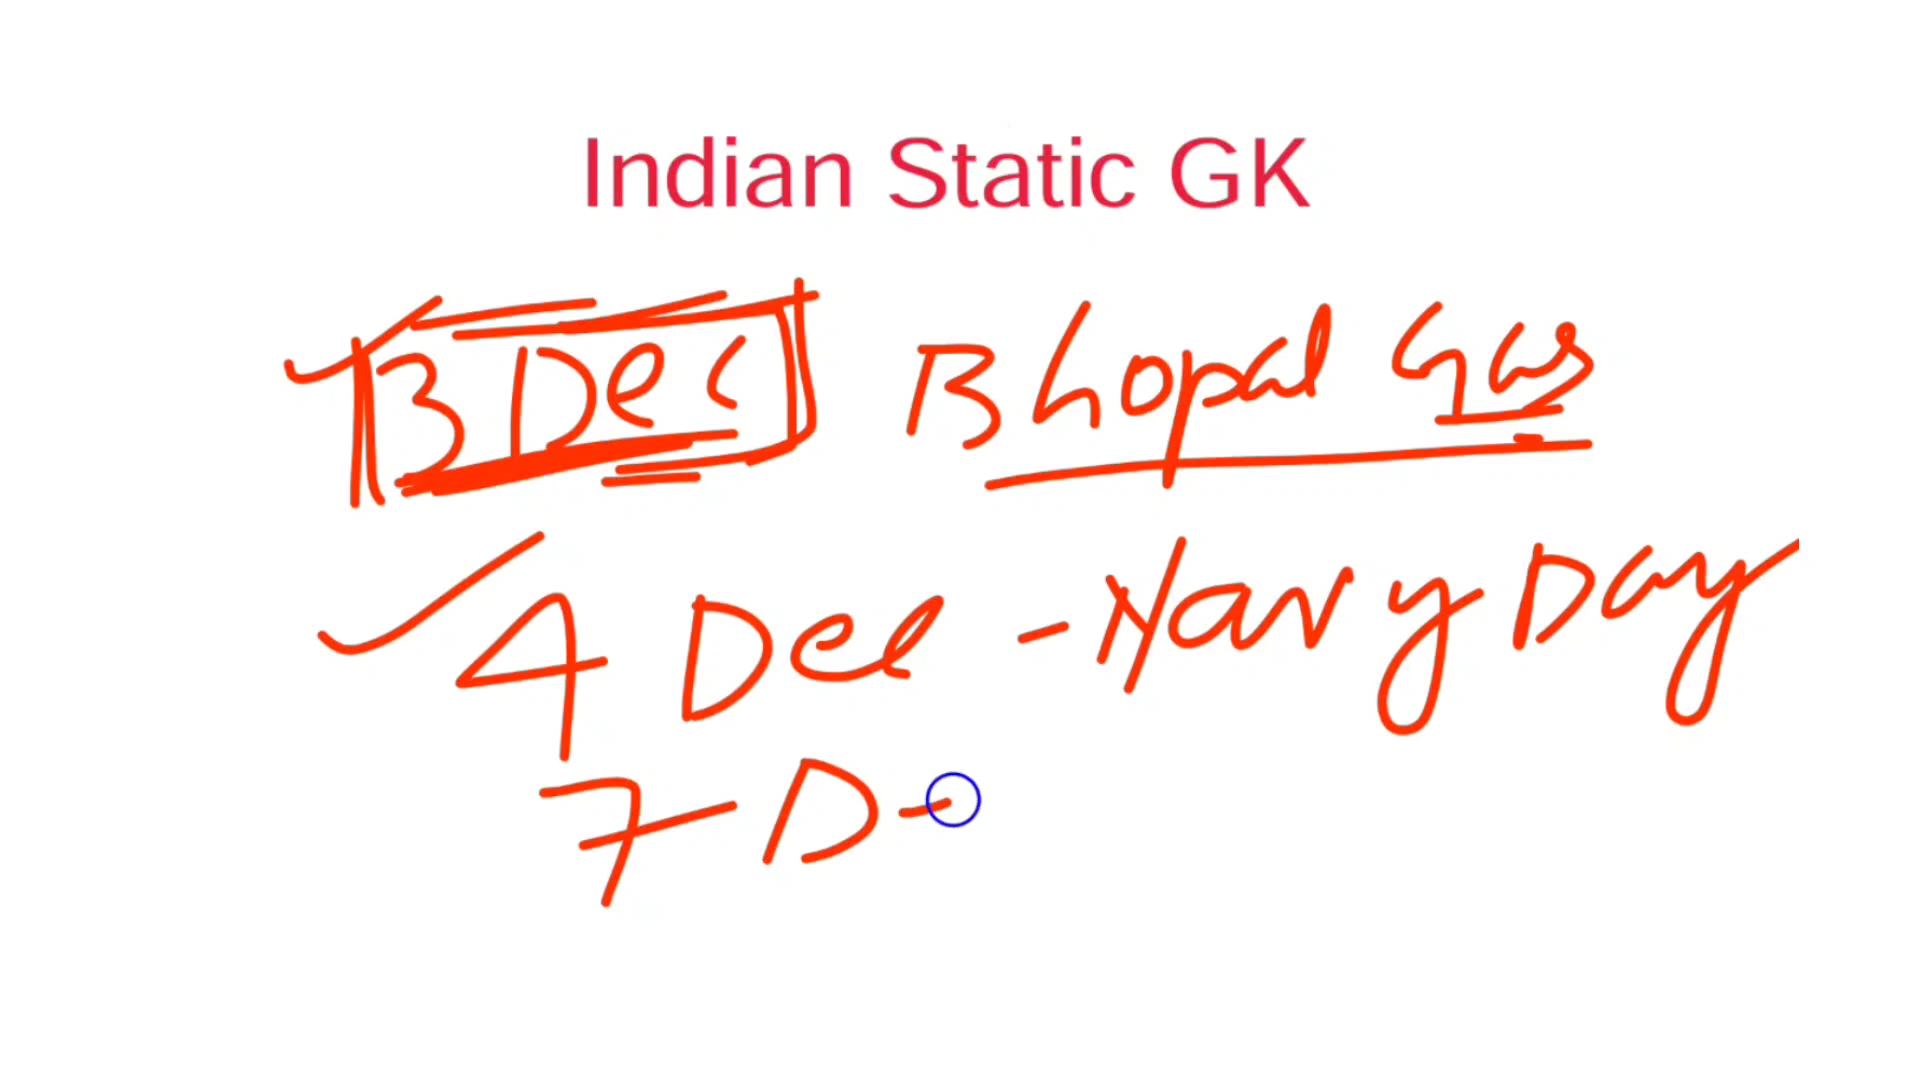 Indian Static GK
3 Dec Bhopal Gas
4 Dec - Navy Day
7 D -